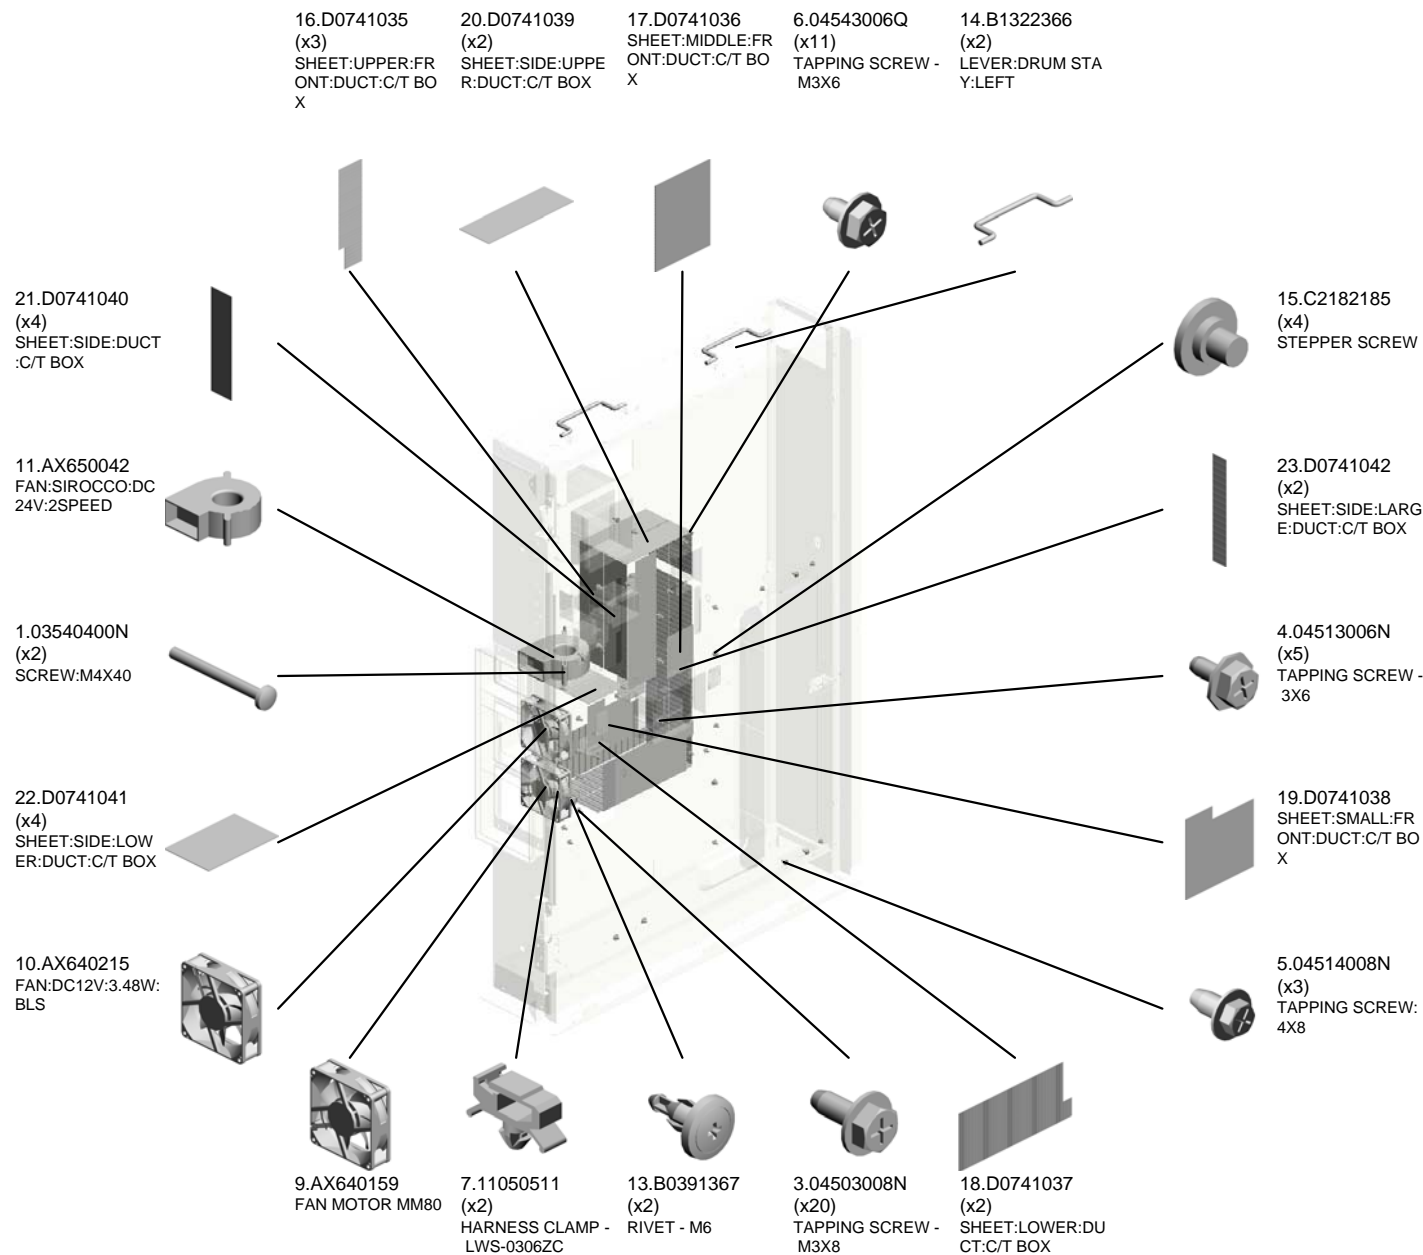 16.D0741035
(x3)
SHEET:UPPER:FR
ONT:DUCT:C/T BO
X
20.D0741039
(x2)
SHEET:SIDE:UPPE
R:DUCT:C/T BOX
17.D0741036
SHEET:MIDDLE:FR
ONT:DUCT:C/T BO
X
6.04543006Q
(x11)
TAPPING SCREW -
M3X6
14.B1322366
(x2)
LEVER:DRUM STA
Y:LEFT
21.D0741040
(x4)
SHEET:SIDE:DUCT
:C/T BOX
15.C2182185
(x4)
STEPPER SCREW
11.AX650042
FAN:SIROCCO:DC
24V:2SPEED
23.D0741042
(x2)
SHEET:SIDE:LARG
E:DUCT:C/T BOX
1.03540400N
(x2)
SCREW:M4X40
4.04513006N
(x5)
TAPPING SCREW -
3X6
22.D0741041
(x4)
SHEET:SIDE:LOW
ER:DUCT:C/T BOX
19.D0741038
SHEET:SMALL:FR
ONT:DUCT:C/T BO
X
10.AX640215
FAN:DC12V:3.48W:
BLS
5.04514008N
(x3)
TAPPING SCREW:
4X8
9.AX640159
FAN MOTOR MM80
7.11050511
(x2)
HARNESS CLAMP -
LWS-0306ZC
13.B0391367
(x2)
RIVET - M6
3.04503008N
(x20)
TAPPING SCREW -
M3X8
18.D0741037
(x2)
SHEET:LOWER:DU
CT:C/T BOX